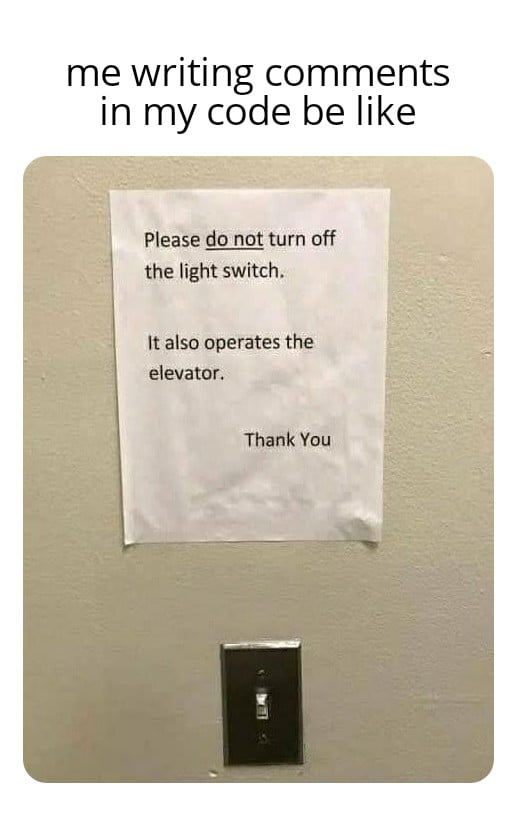 me writing comments
in my code be like
Please do not turn off
the light switch.
It also operates the
elevator.
Thank You